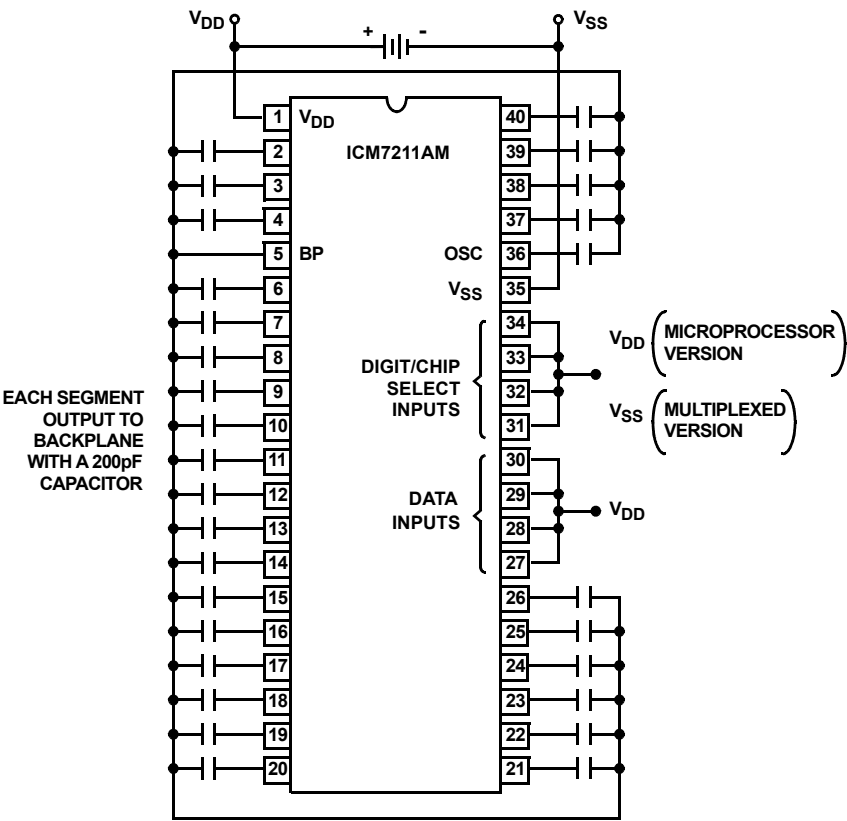 VDD
+ -
VSS
1 VDD 40
ICM7211AM
2 39
3 38
4 37
5 BP OSC 36
6 VSS 35
7 34
8 33
9 32
10 31
11 30
12 29
13 28
14 27
15 26
16 25
17 24
18 23
19 22
20 21
DIGIT/CHIP
SELECT
INPUTS
DATA
INPUTS
VDD (MICROPROCESSOR
VERSION)
VSS (MULTIPLEXED
VERSION)
VDD
EACH SEGMENT
OUTPUT TO
BACKPLANE
WITH A 200pF
CAPACITOR